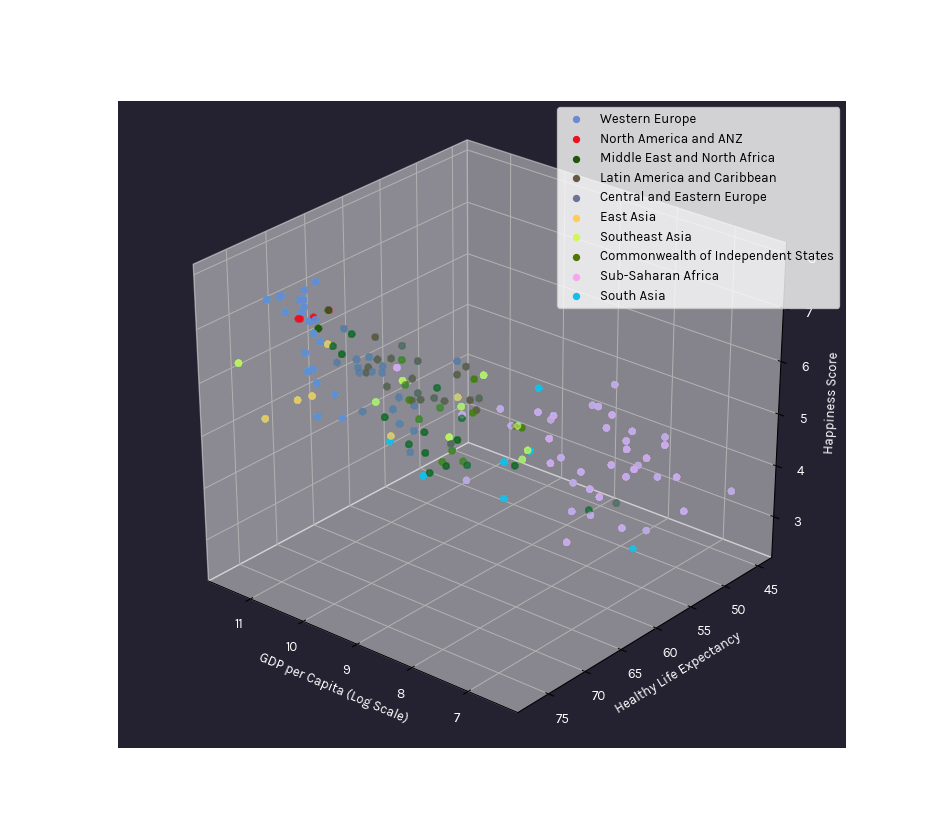 Western Europe
North America and ANZ
Middle East and North Africa
Latin America and Caribbean
Central and Eastern Europe
East Asia
Southeast Asia
Commonwealth of Independent States
Sub-Saharan Africa
South Asia
7
6
5
4
3
Happiness Score
45
50
55
60
65
70
75
Healthy Life Expectancy
11
10
9
8
7
GDP per Capita (Log Scale)